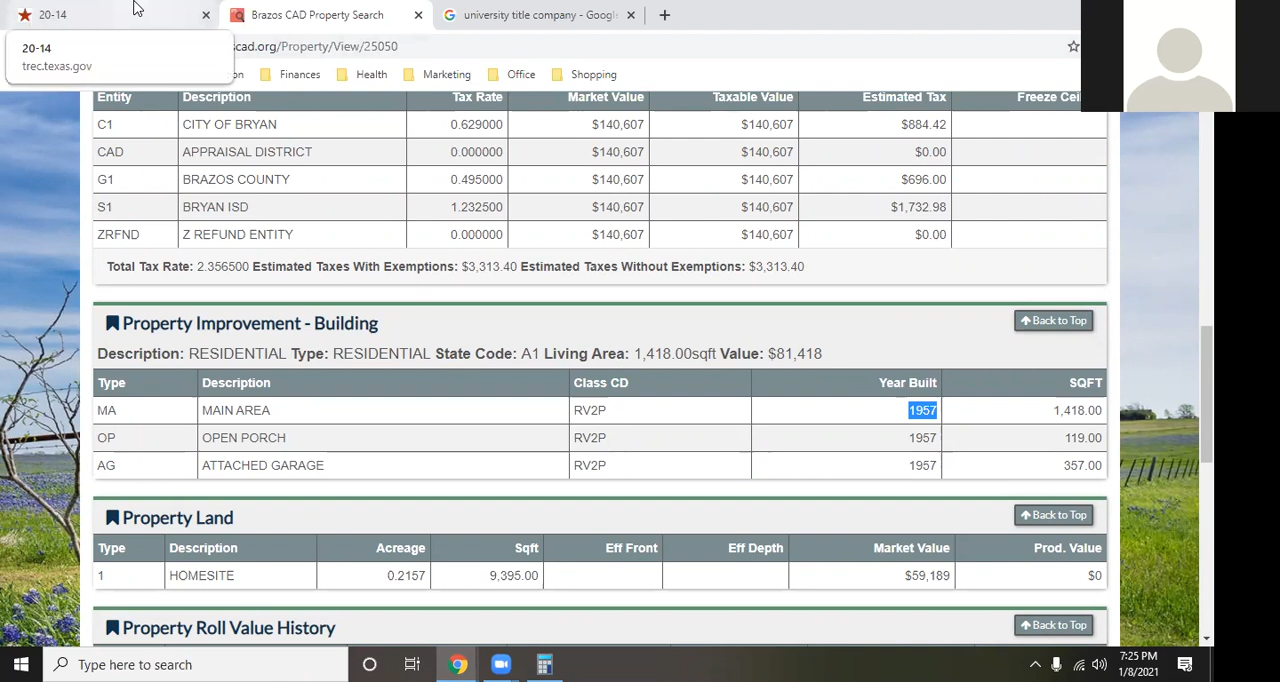 20-14
Brazos CAD Property Search
university title company - Googl
20-14
trec.texas.gov
scad.org/Property/View/25050
on Finances Health Marketing Office Shopping
Entity Description Tax Rate Market Value Taxable Value Estimated Tax Freeze Ceil
C1 CITY OF BRYAN 0.629000 $140,607 $140,607 $884.42
CAD APPRAISAL DISTRICT 0.000000 $140,607 $140,607 $0.00
G1 BRAZOS COUNTY 0.495000 $140,607 $140,607 $696.00
S1 BRYAN ISD 1.232500 $140,607 $140,607 $1,732.98
ZRFND Z REFUND ENTITY 0.000000 $140,607 $140,607 $0.00
Total Tax Rate: 2.356500 Estimated Taxes With Exemptions: $3,313.40 Estimated Taxes Without Exemptions: $3,313.40
Property Improvement - Building Back to Top
Description: RESIDENTIAL Type: RESIDENTIAL State Code: A1 Living Area: 1,418.00sqft Value: $81,418
Type Description Class CD Year Built SQFT
MA MAIN AREA RV2P 1957 1,418.00
OP OPEN PORCH RV2P 1957 119.00
AG ATTACHED GARAGE RV2P 1957 357.00
Property Land Back to Top
Type Description Acreage Sqft Eff Front Eff Depth Market Value Prod. Value
1 HOMESITE 0.2157 9,395.00 $59,189 $0
Property Roll Value History Back to Top
Type here to search
7:25 PM
1/8/2021